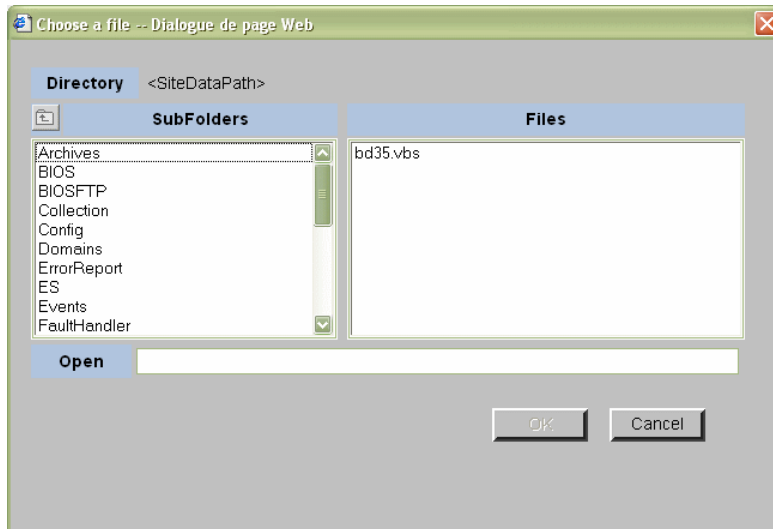 Choose a file -- Dialogue de page Web
Directory <SiteDataPath>
SubFolders Files
Archives bd35.vbs
BIOS
BIOSFTP
Collection
Config
Domains
ErrorReport
ES
Events
FaultHandler
Open
OK Cancel